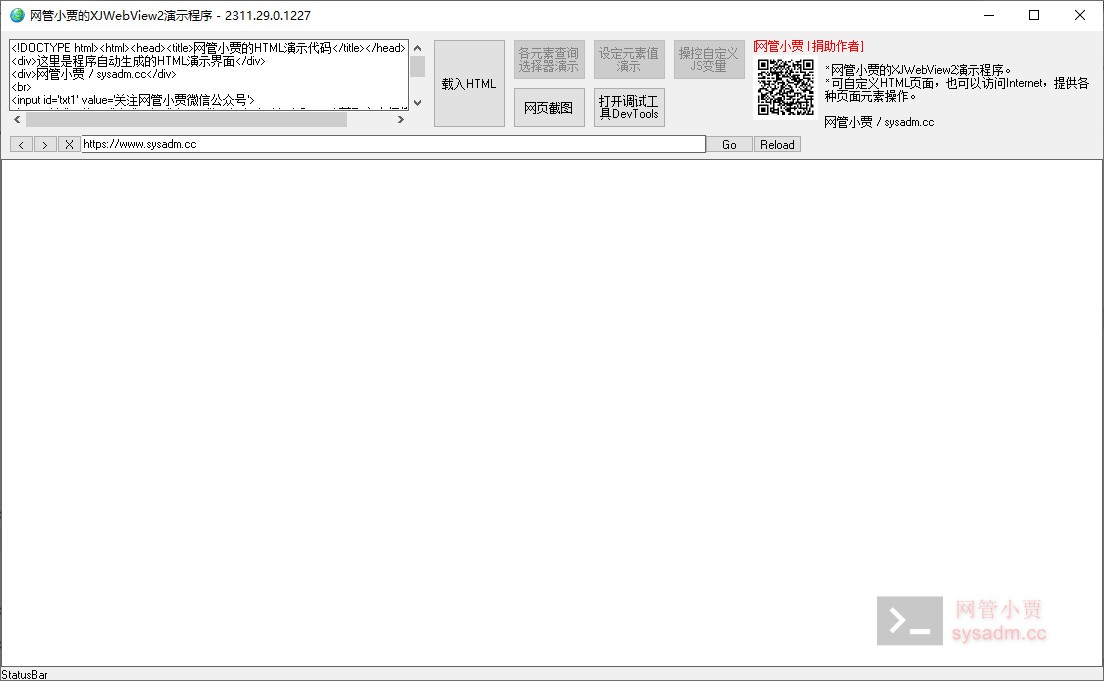 网管小贾的XJWebView2演示程序 - 2311.29.0.1227
<!DOCTYPE html><html><head><title>网管小贾的HTML演示代码</title></head>
<div>这里是程序自动生成的HTML演示界面</div>
<div>网管小贾 / sysadm.cc</div>
<br>
<input id='txt1' value='关注网管小贾微信公众号'>
载入HTML
各元素查询
选择器演示
设定元素值
演示
操控自定义
JS变量
网页截图
打开调试工
具DevTools
[网管小贾 | 捐助作者]
*网管小贾的XJWebView2演示程序。
*可自定义HTML页面，也可以访问Internet，提供各
种页面元素操作。
网管小贾 / sysadm.cc
< > X https://www.sysadm.cc Go Reload
网管小贾
sysadm.cc
StatusBar